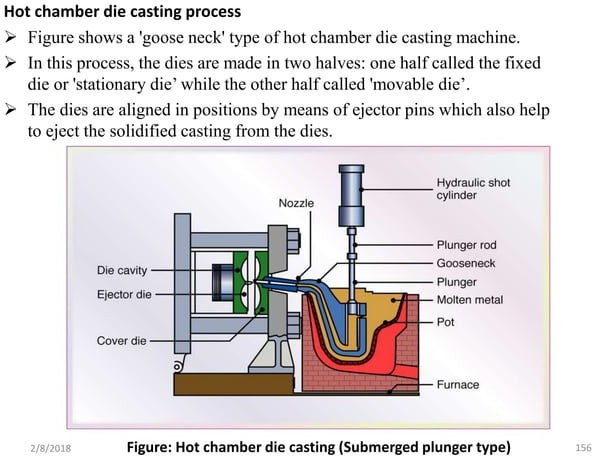 Hot chamber die casting process
➢ Figure shows a 'goose neck' type of hot chamber die casting machine.
➢ In this process, the dies are made in two halves: one half called the fixed
die or 'stationary die’ while the other half called 'movable die’.
➢ The dies are aligned in positions by means of ejector pins which also help
to eject the solidified casting from the dies.
Hydraulic shot
cylinder
Nozzle
Plunger rod
Gooseneck
Die cavity
Plunger
Ejector die
Molten metal
Pot
Cover die
Furnace
2/8/2018
Figure: Hot chamber die casting (Submerged plunger type)
156